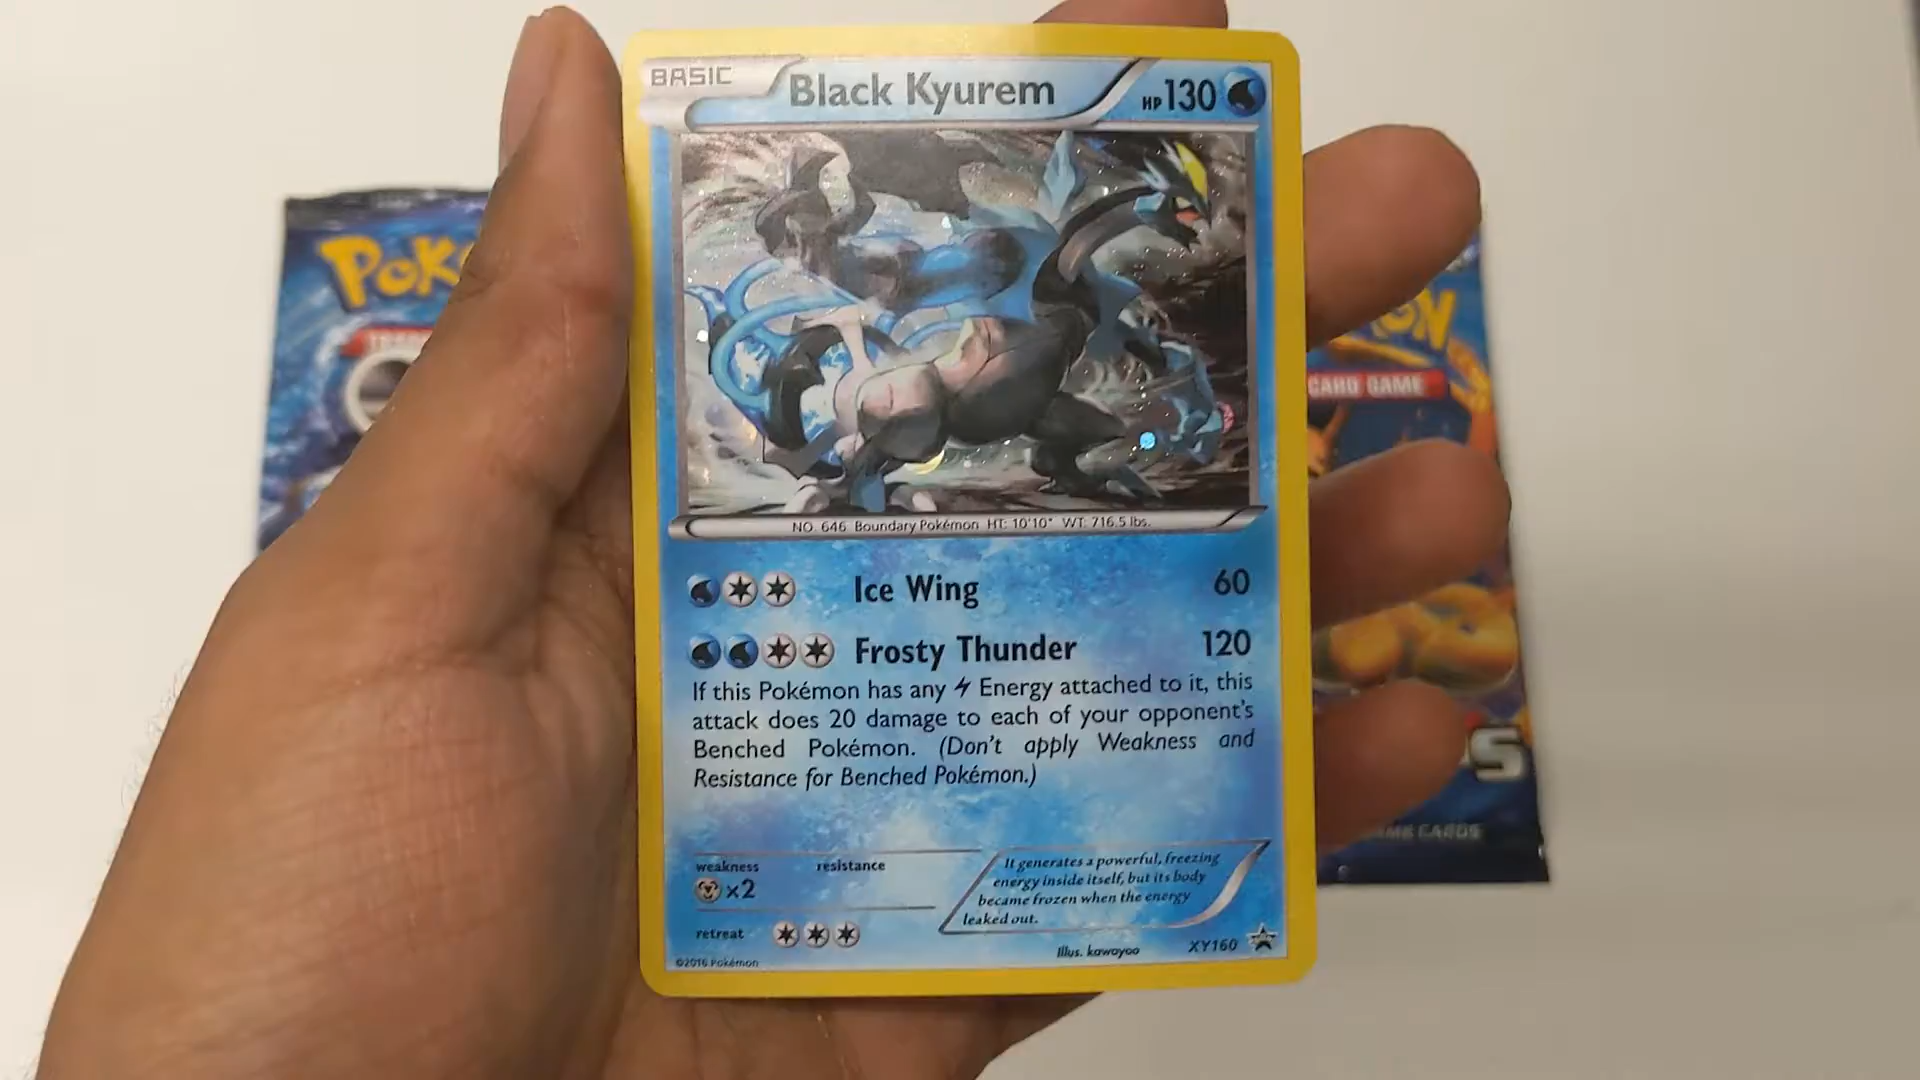 BASIC
Black Kyurem
HP130
NO. 646 Boundary Pokémon HT: 10'10" WT: 716.5 lbs.
Ice Wing 60
Frosty Thunder 120
If this Pokémon has any Energy attached to it, this
attack does 20 damage to each of your opponent's
Benched Pokémon. (Don't apply Weakness and
Resistance for Benched Pokémon.)
weakness resistance
x2
retreat
It generates a powerful, freezing
energy inside itself, but its body
became frozen when the energy
leaked out.
Illus. kawayoo
XY160
©2016 Pokémon
CARD GAME
CARDS